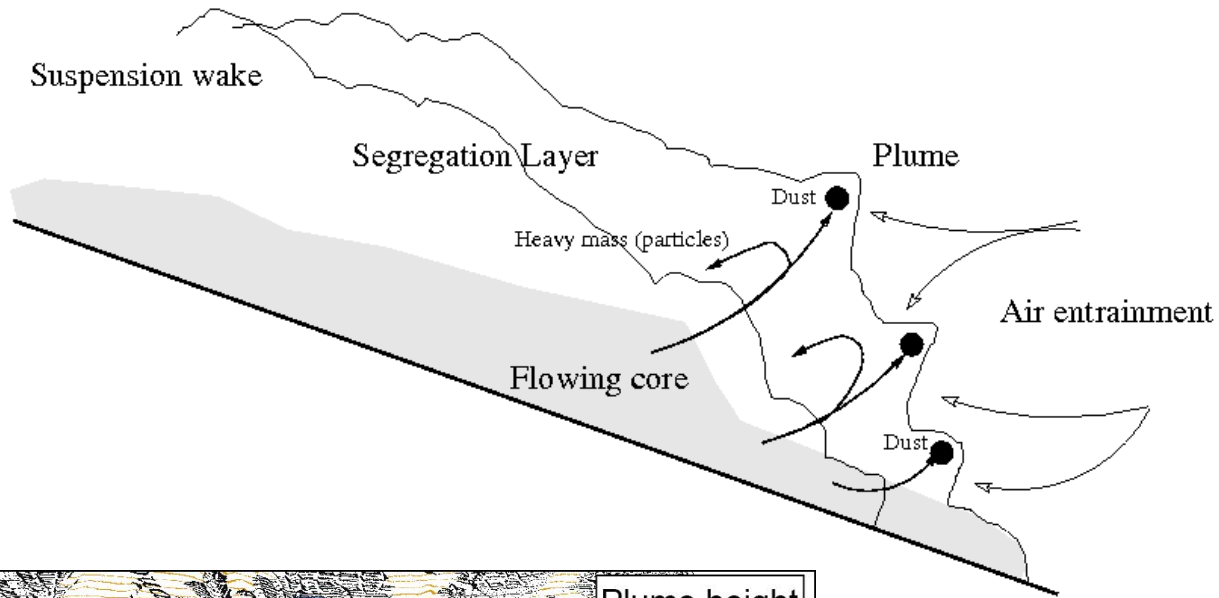 Suspension wake
Segregation Layer
Plume
Dust
Heavy mass (particles)
Air entrainment
Flowing core
Dust
Plume height